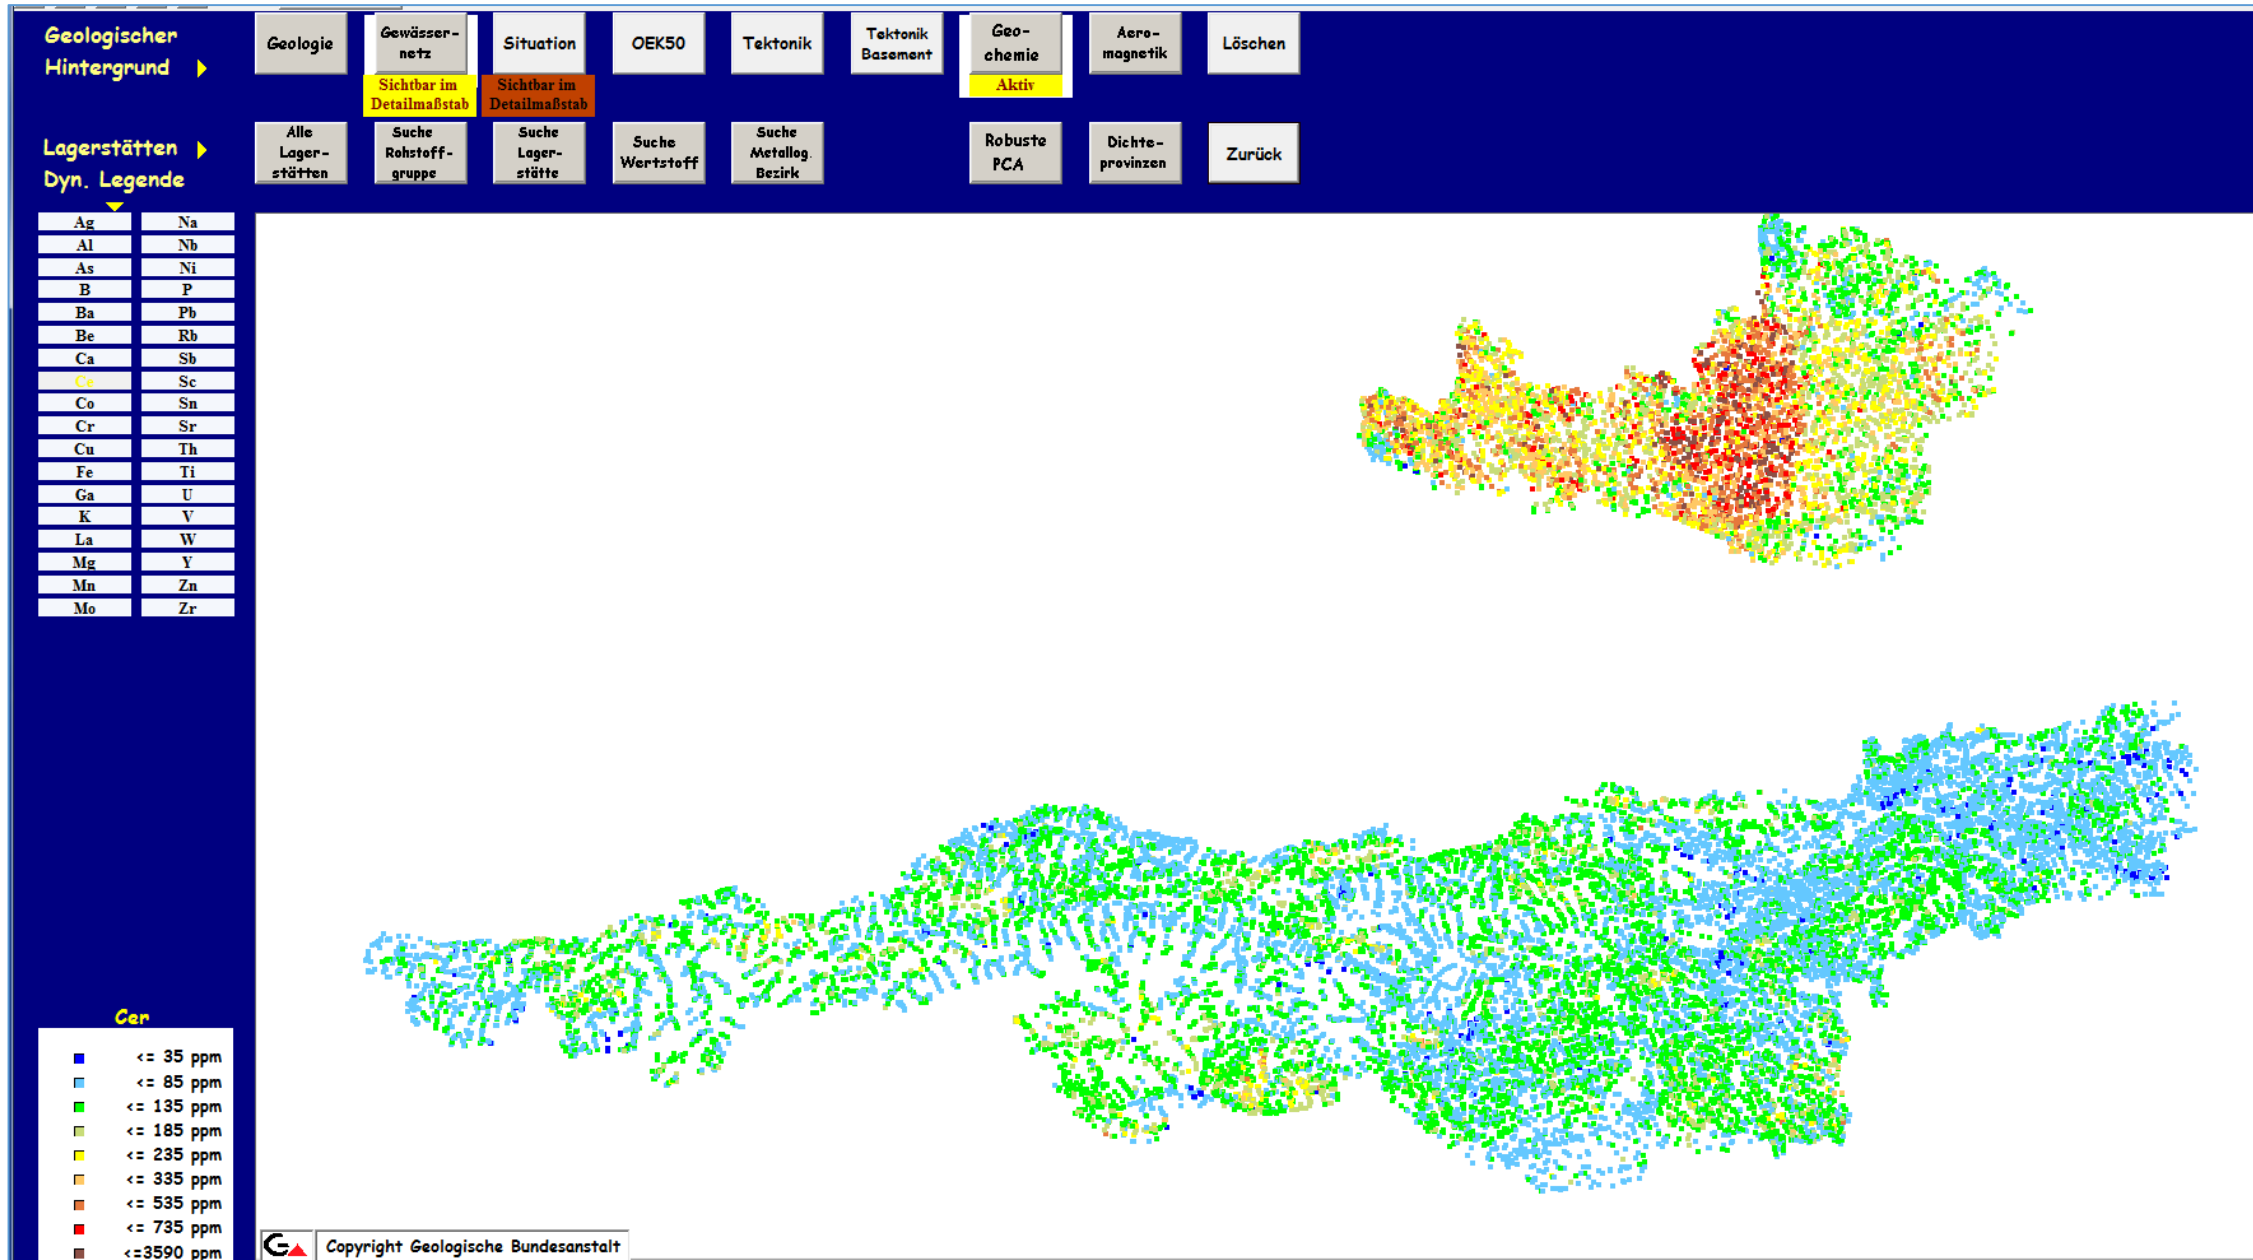 Geologischer
Hintergrund
Geologie
Gewässer-
netz
Situation
OEK50
Tektonik
Tektonik
Basement
Geo-
chemie
Aero-
magnetik
Löschen
Sichtbar im
Detailmaßstab
Sichtbar im
Detailmaßstab
Aktiv
Lagerstätten
Dyn. Legende
Alle
Lager-
stätten
Suche
Rohstoff-
gruppe
Suche
Lager-
stätte
Suche
Wertstoff
Suche
Metallog.
Bezirk
Robuste
PCA
Dichte-
provinzen
Zurück
Ag Na
Al Nb
As Ni
B P
Ba Pb
Be Rb
Ca Sb
Ce Sc
Co Sn
Cr Sr
Cu Th
Fe Ti
Ga U
K V
La W
Mg Y
Mn Zn
Mo Zr
Cer
<= 35 ppm
<= 85 ppm
<= 135 ppm
<= 185 ppm
<= 235 ppm
<= 335 ppm
<= 535 ppm
<= 735 ppm
<=3590 ppm
G
Copyright Geologische Bundesanstalt